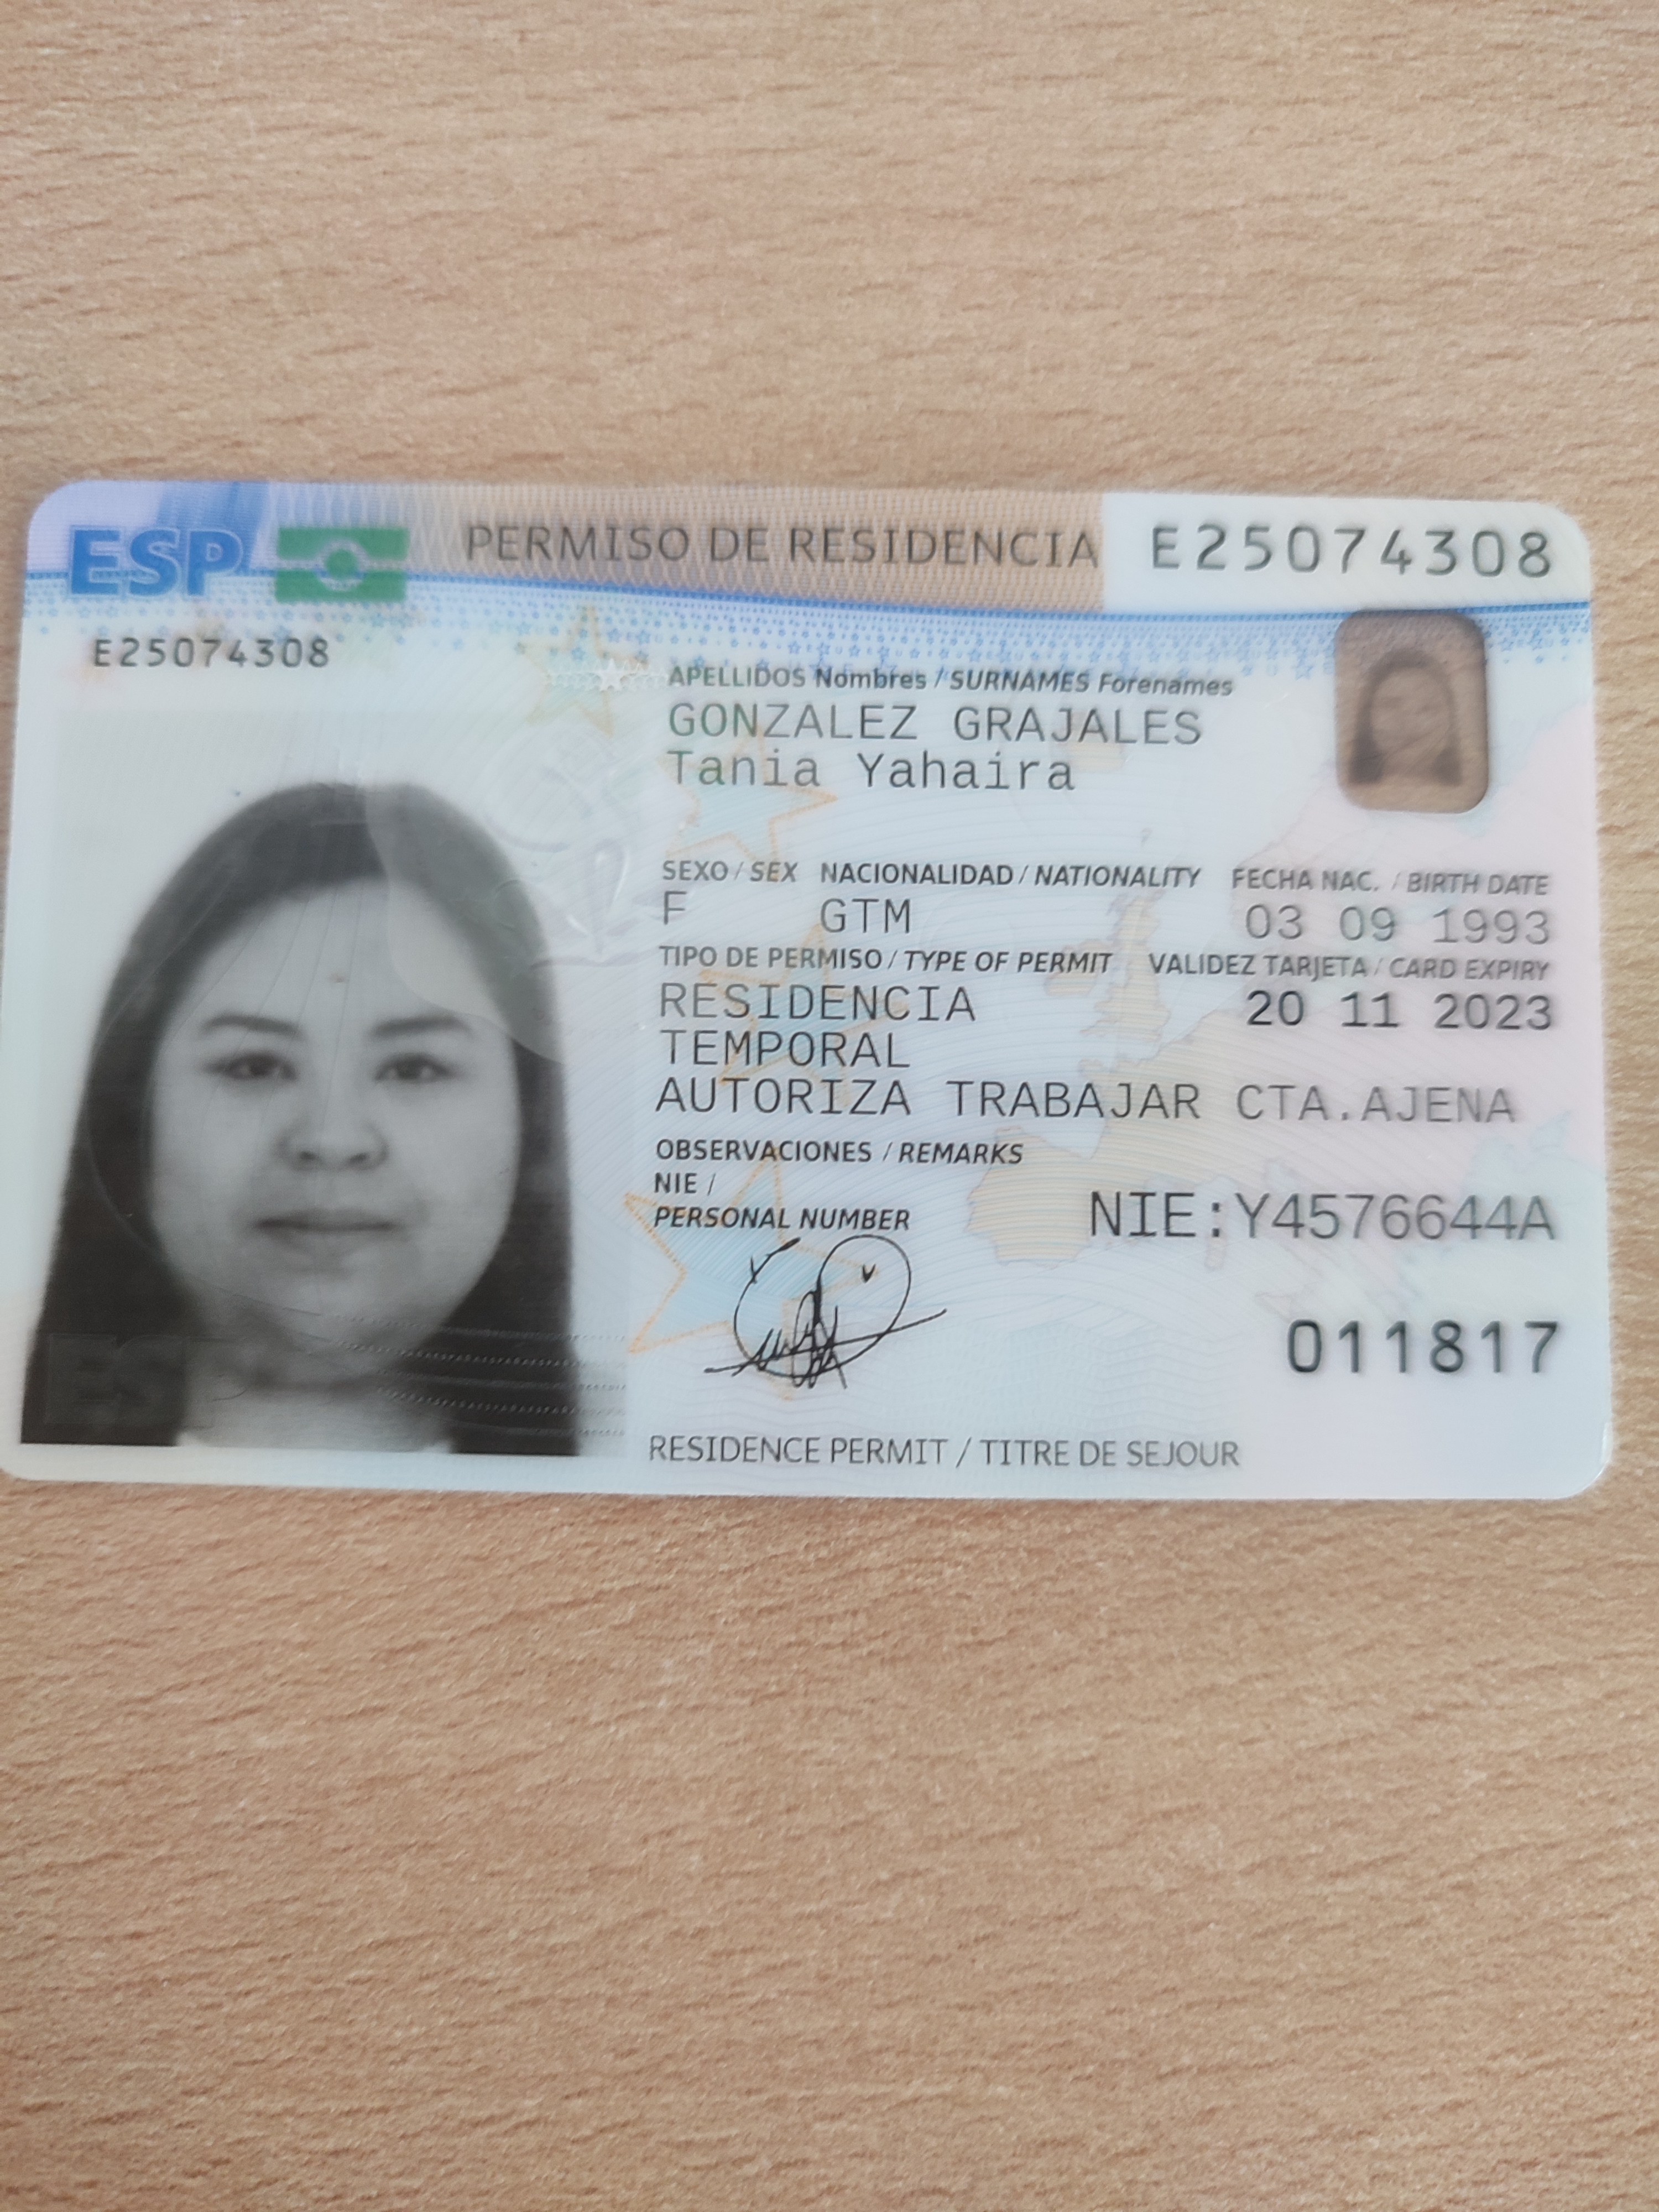 ESP PERMISO DE RESIDENCIA E25074308
E25074308
APELLIDOS Nombres / SURNAMES Forenames
GONZALEZ GRAJALES
Tania Yahaira
SEXO / SEX NACIONALIDAD / NATIONALITY FECHA NAC. / BIRTH DATE
F GTM 03 09 1993
TIPO DE PERMISO / TYPE OF PERMIT VALIDEZ TARJETA / CARD EXPIRY
RESIDENCIA 20 11 2023
TEMPORAL
AUTORIZA TRABAJAR CTA.AJENA
OBSERVACIONES / REMARKS
NIE /
PERSONAL NUMBER NIE:Y4576644A
011817
ESP
RESIDENCE PERMIT / TITRE DE SEJOUR